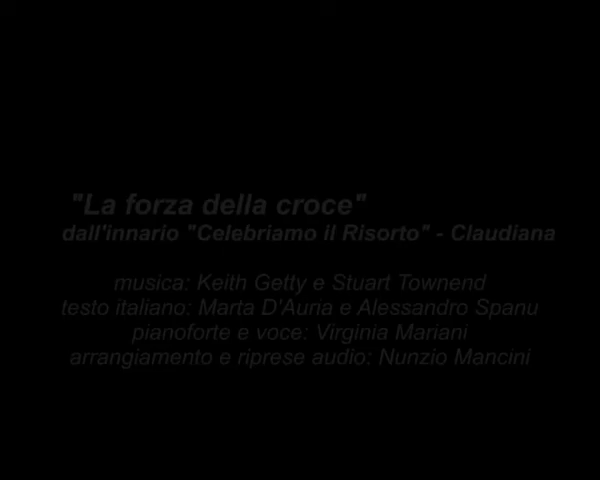 "La forza della croce"
dall'innario "Celebriamo il Risorto" - Claudiana
musica: Keith Getty e Stuart Townend
testo italiano: Marta D'Auria e Alessandro Spanu
pianoforte e voce: Virginia Mariani
arrangiamento e riprese audio: Nunzio Mancini